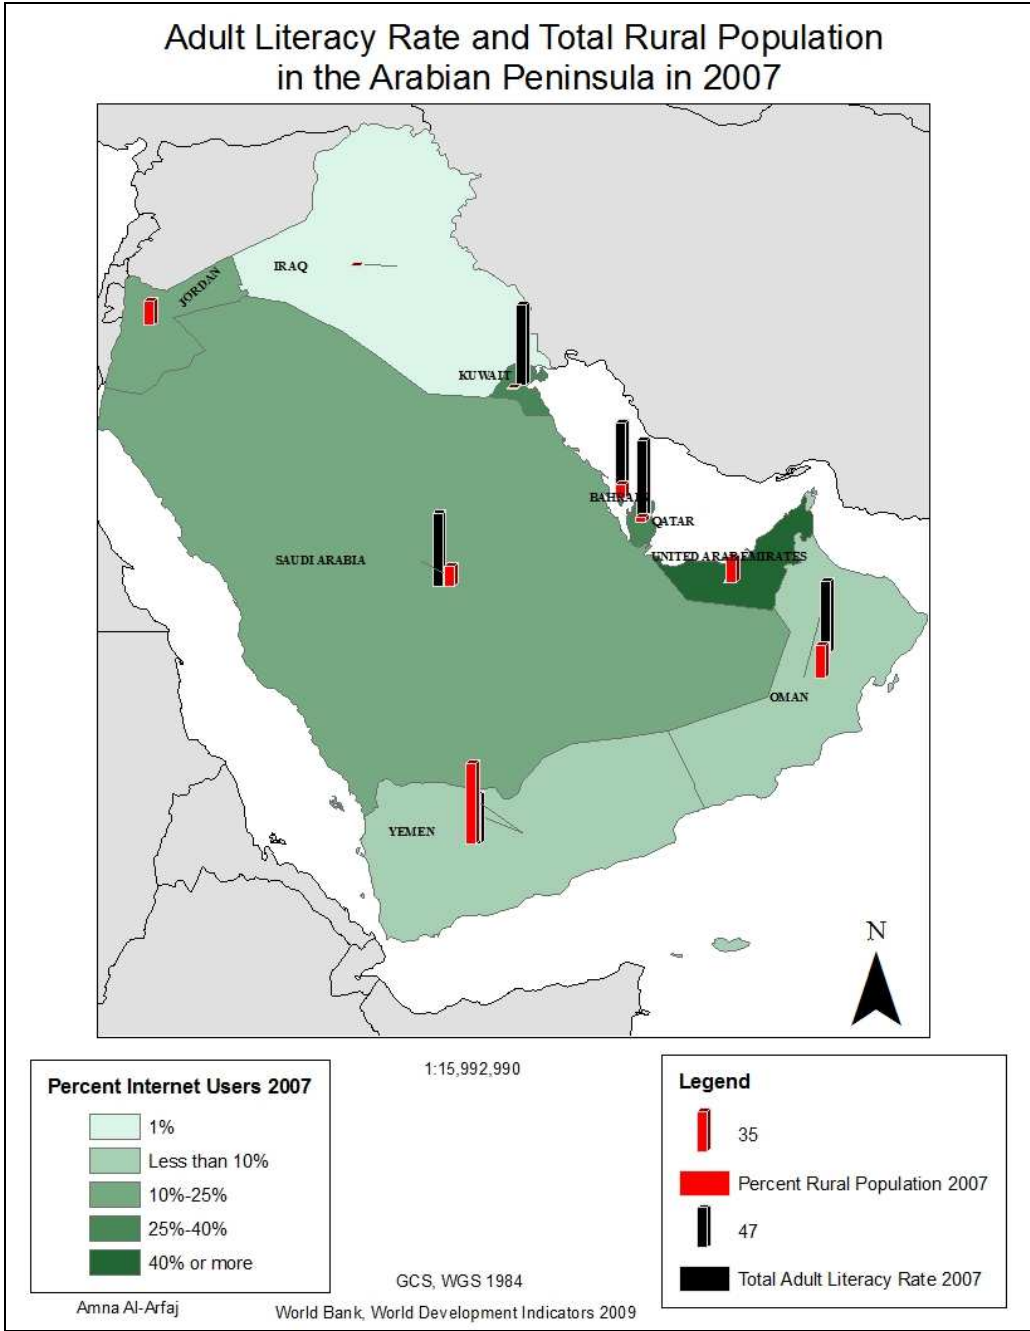 Adult Literacy Rate and Total Rural Population
in the Arabian Peninsula in 2007
IRAQ
JORDAN
KUWAIT
BAHRAIN
QATAR
SAUDI ARABIA
UNITED ARAB EMIRATES
OMAN
YEMEN
N
Percent Internet Users 2007
1%
Less than 10%
10%-25%
25%-40%
40% or more
Amna Al-Arfaj
1:15,992,990
GCS, WGS 1984
World Bank, World Development Indicators 2009
Legend
35
Percent Rural Population 2007
47
Total Adult Literacy Rate 2007